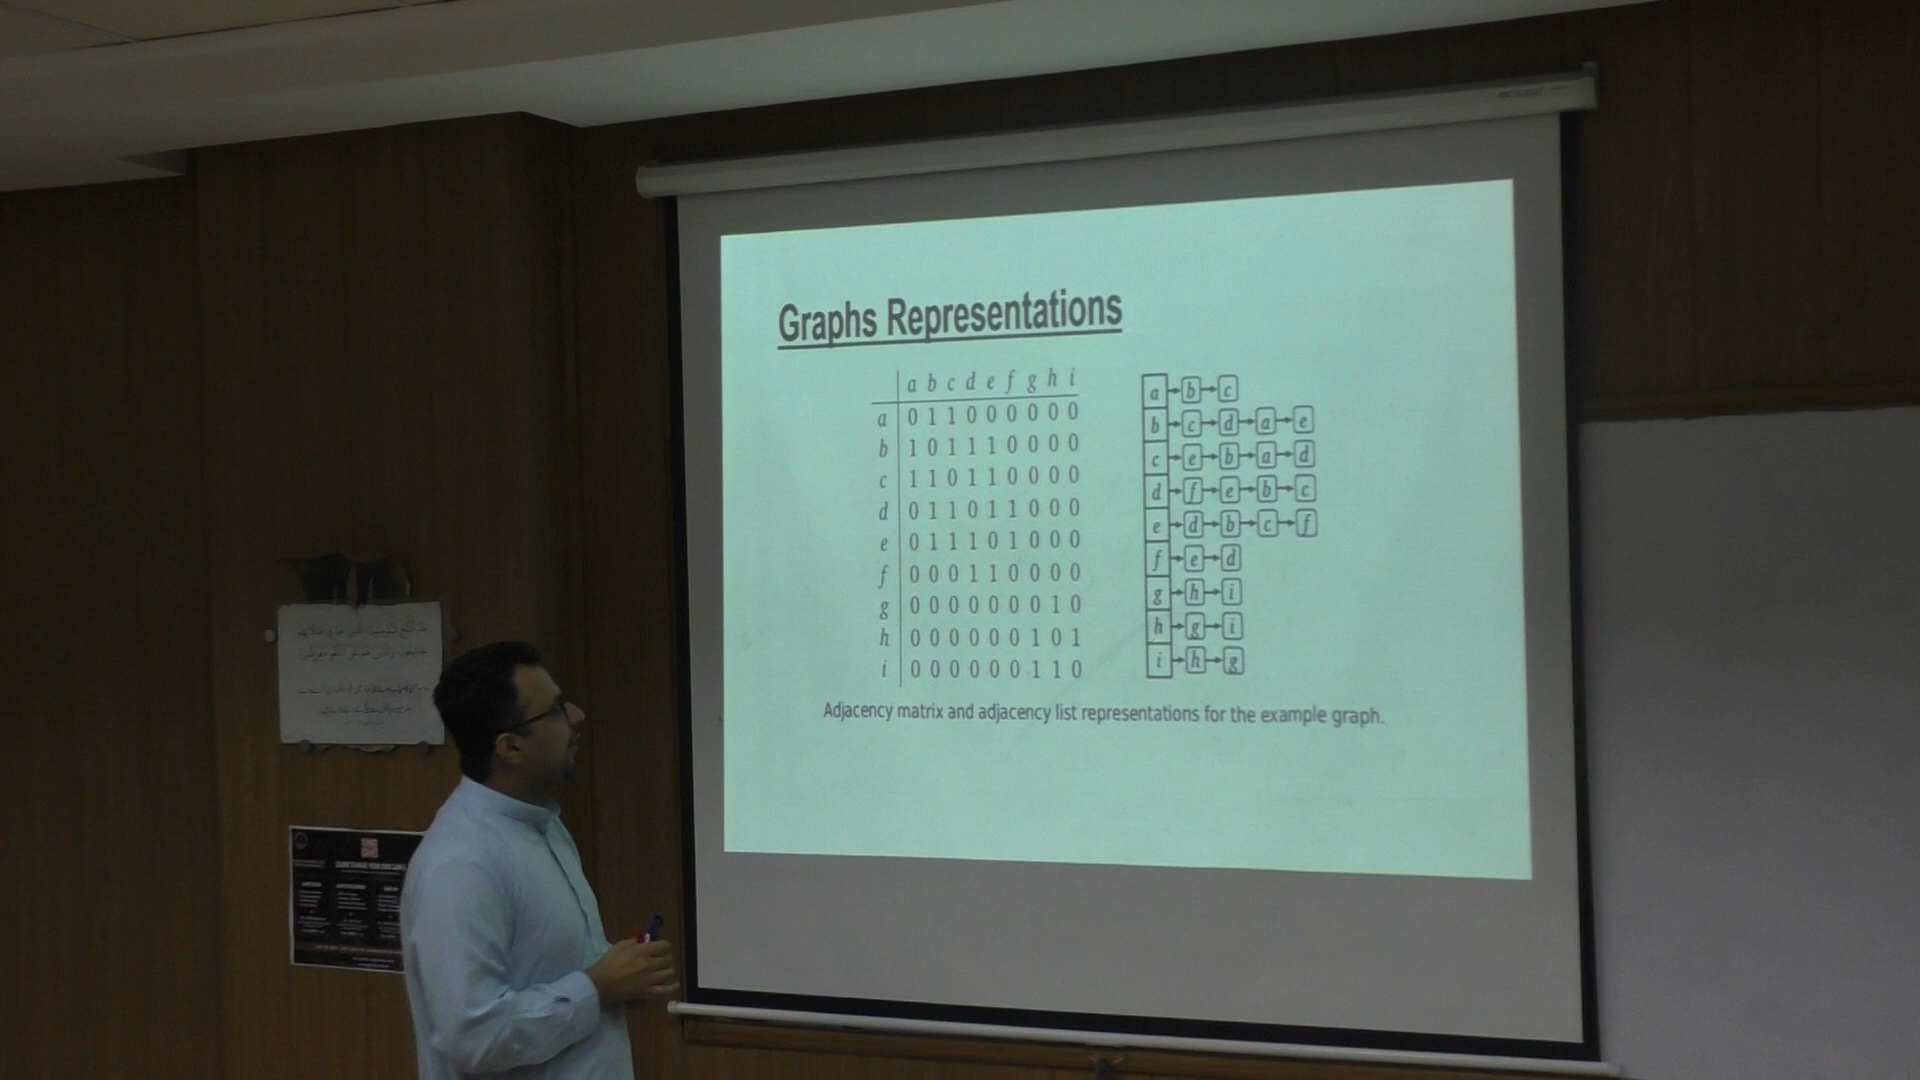 Graphs Representations
a b c d e f g h i
a 0 1 1 0 0 0 0 0 0
b 1 0 1 1 1 0 0 0 0
c 1 1 0 1 1 0 0 0 0
d 0 1 1 0 1 1 0 0 0
e 0 1 1 1 0 1 0 0 0
f 0 0 0 1 1 0 0 0 0
g 0 0 0 0 0 0 0 1 0
h 0 0 0 0 0 0 1 0 1
i 0 0 0 0 0 0 1 1 0
a b c
b c d a e
c e b a d
d f e b c
e d b c f
f e d
g h i
h g i
i h g
Adjacency matrix and adjacency list representations for the example graph.